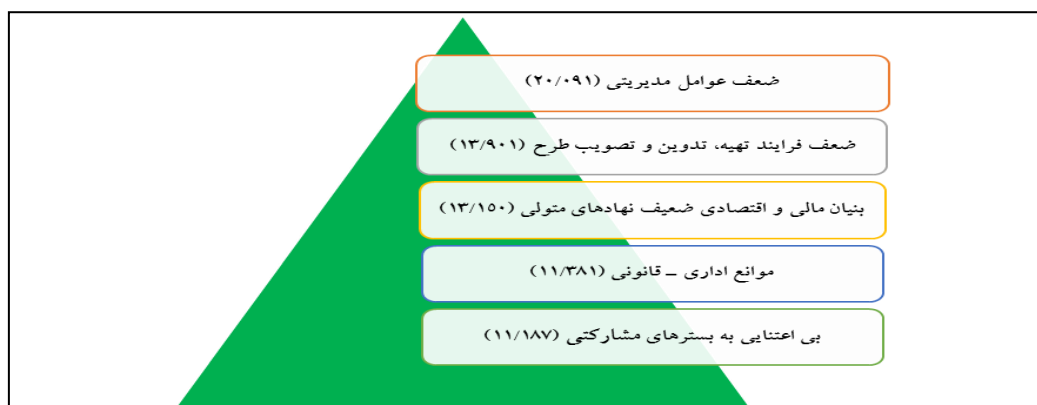 ضعف عوامل مدیریتی (۲۰/۰۹۱)
ضعف فرایند تهیه، تدوین و تصویب طرح (۱۳/۹۰۱)
بنیان مالی و اقتصادی ضعیف نهادهای متولی (۱۳/۱۵۰)
موانع اداری – قانونی (۱۱/۳۸۱)
بی اعتنایی به بسترهای مشارکتی (۱۱/۱۸۷)